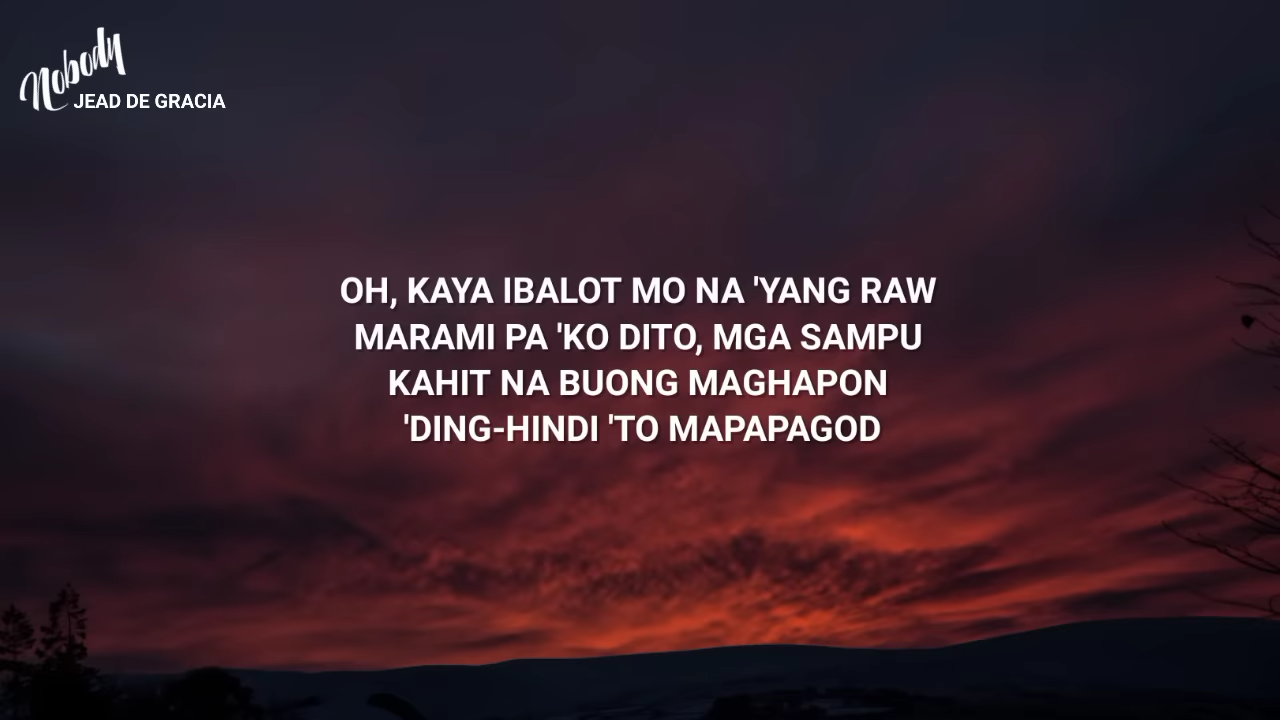 Nobody
JEAD DE GRACIA
OH, KAYA IBALOT MO NA 'YANG RAW
MARAMI PA 'KO DITO, MGA SAMPU
KAHIT NA BUONG MAGHAPON
'DING-HINDI 'TO MAPAPAGOD